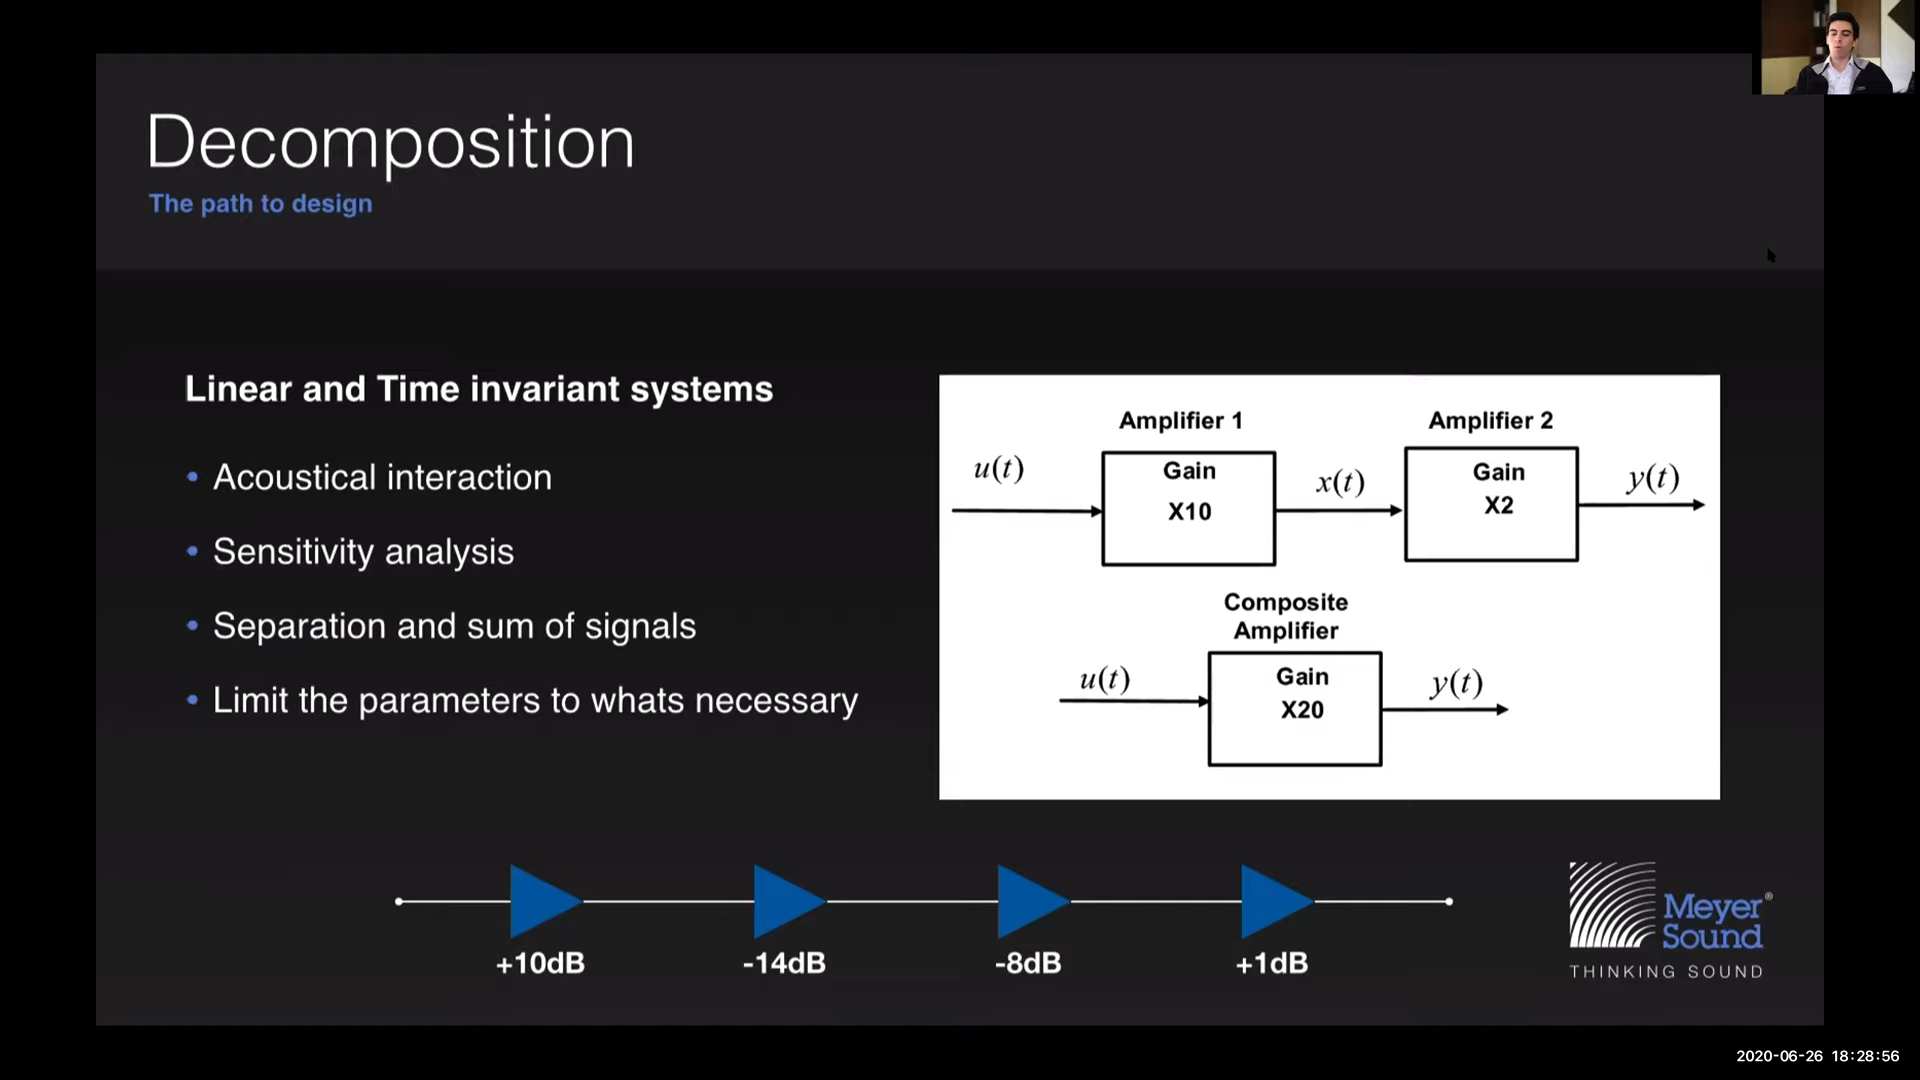 Decomposition
The path to design
Linear and Time invariant systems
• Acoustical interaction
• Sensitivity analysis
• Separation and sum of signals
• Limit the parameters to whats necessary
Amplifier 1
Amplifier 2
u(t)
Gain
X10
x(t)
Gain
X2
y(t)
Composite
Amplifier
u(t)
Gain
X20
y(t)
+10dB
-14dB
-8dB
+1dB
Meyer®
Sound
THINKING SOUND
2020-06-26 18:28:56